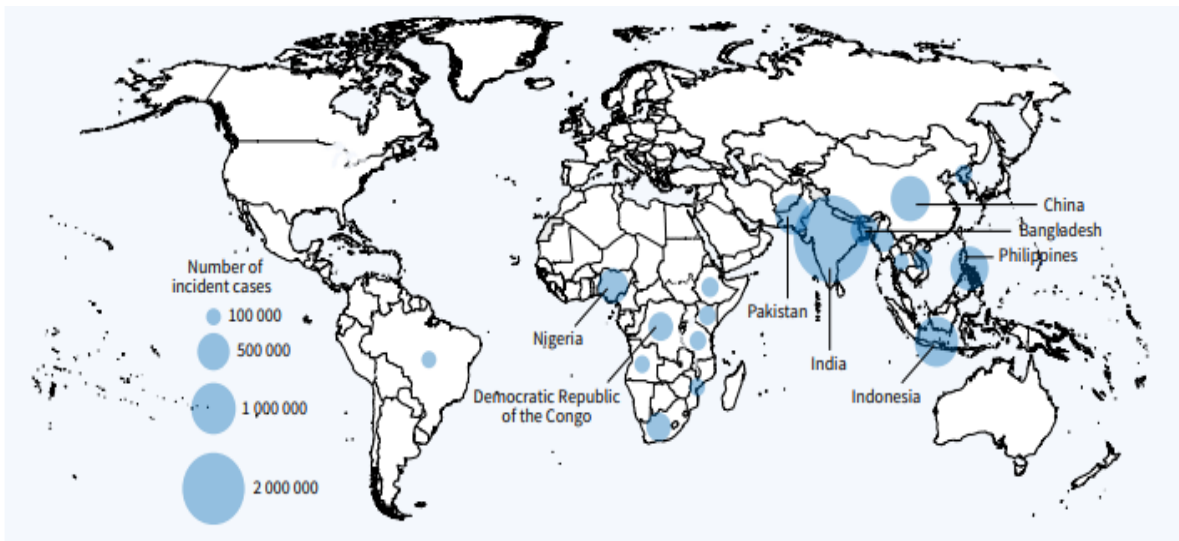 China
Bangladesh
Philippines
Number of
incident cases
100 000
500 000
1 000 000
2 000 000
Nigeria
Pakistan
India
Democratic Republic
of the Congo
Indonesia